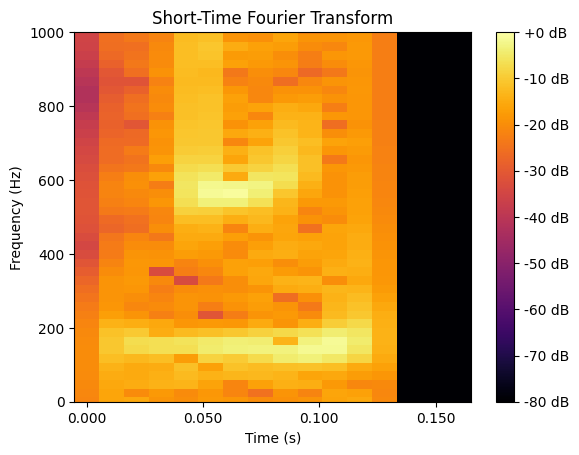 Short-Time Fourier Transform
1000
800
600
400
200
0
Frequency (Hz)
0.000
0.050
0.100
0.150
Time (s)
+0 dB
-10 dB
-20 dB
-30 dB
-40 dB
-50 dB
-60 dB
-70 dB
-80 dB